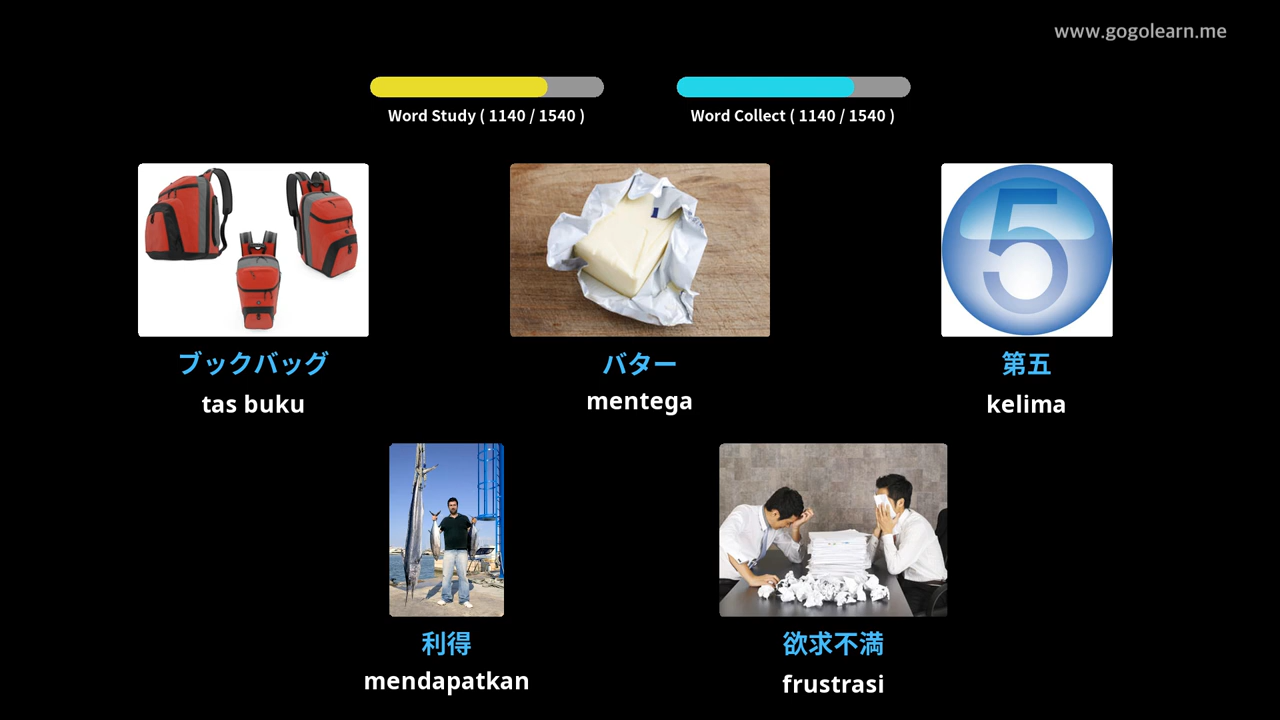 www.gogolearn.me
Word Study ( 1140 / 1540 )
Word Collect ( 1140 / 1540 )
5
ブックバッグ
バター
第五
tas buku
mentega
kelima
利得
欲求不満
mendapatkan
frustrasi